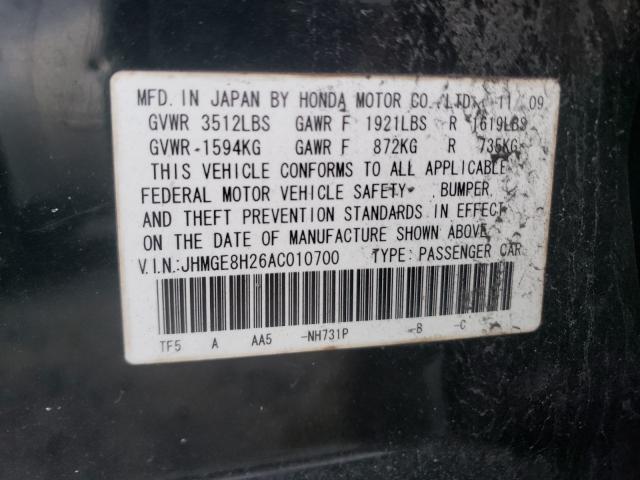 MFD. IN JAPAN BY HONDA MOTOR CO.,LTD. 11 09
GVWR 3512LBS GAWR F 1921LBS R 1619LBS
GVWR 1594KG GAWR F 872KG R 735KG
THIS VEHICLE CONFORMS TO ALL APPLICABLE
FEDERAL MOTOR VEHICLE SAFETY, BUMPER,
AND THEFT PREVENTION STANDARDS IN EFFECT
ON THE DATE OF MANUFACTURE SHOWN ABOVE.
V.I.N.:JHMGE8H26AC010700 TYPE: PASSENGER CAR
TF5 A AA5 -NH731P -B -C